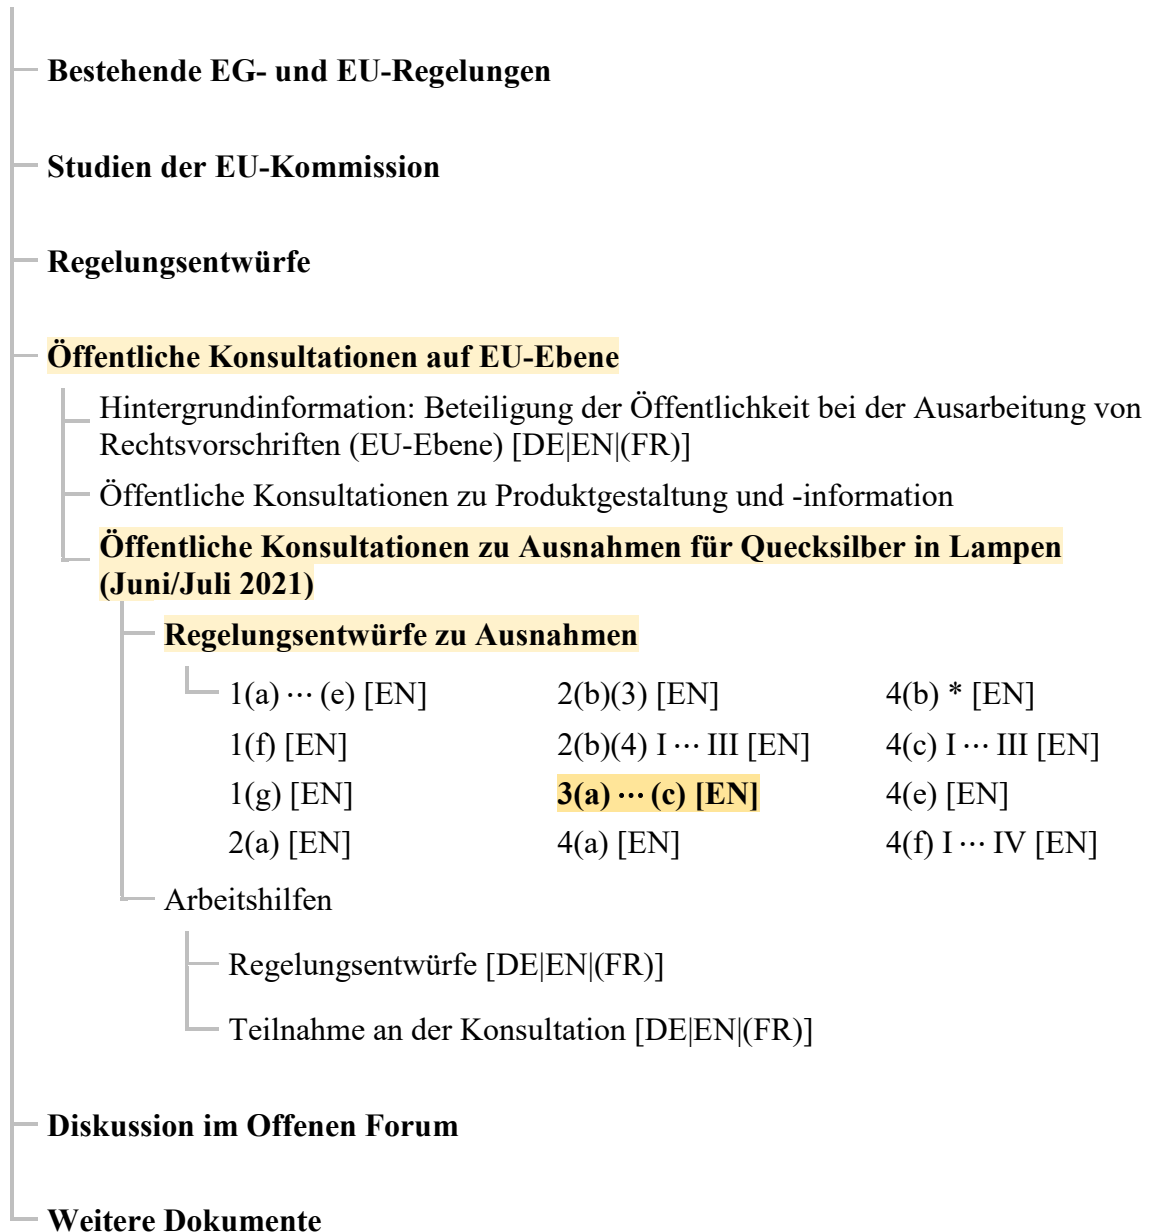 Bestehende EG- und EU-Regelungen
Studien der EU-Kommission
Regelungsentwürfe
Öffentliche Konsultationen auf EU-Ebene
Hintergrundinformation: Beteiligung der Öffentlichkeit bei der Ausarbeitung von
Rechtsvorschriften (EU-Ebene) [DE|EN|(FR)]
Öffentliche Konsultationen zu Produktgestaltung und -information
Öffentliche Konsultationen zu Ausnahmen für Quecksilber in Lampen
(Juni/Juli 2021)
Regelungsentwürfe zu Ausnahmen
1(a) ··· (e) [EN] 2(b)(3) [EN] 4(b) * [EN]
1(f) [EN] 2(b)(4) I ··· III [EN] 4(c) I ··· III [EN]
1(g) [EN] 3(a) ··· (c) [EN] 4(e) [EN]
2(a) [EN] 4(a) [EN] 4(f) I ··· IV [EN]
Arbeitshilfen
Regelungsentwürfe [DE|EN|(FR)]
Teilnahme an der Konsultation [DE|EN|(FR)]
Diskussion im Offenen Forum
Weitere Dokumente